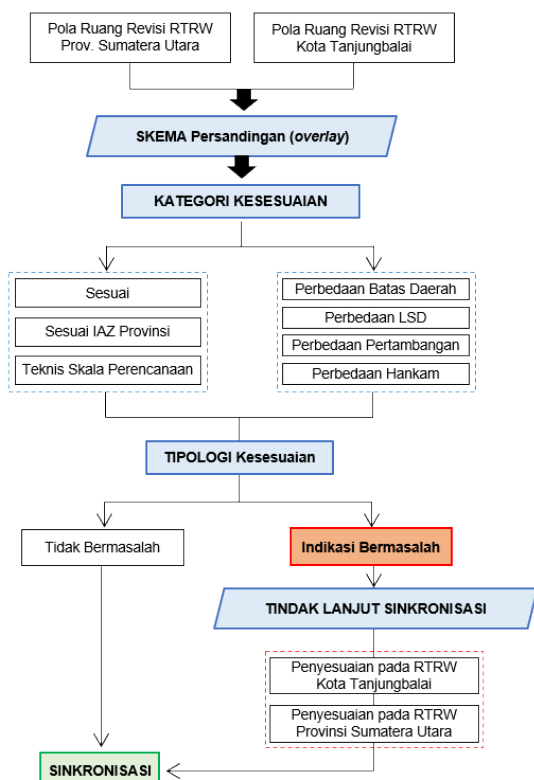 Pola Ruang Revisi RTRW
Prov. Sumatera Utara
Pola Ruang Revisi RTRW
Kota Tanjungbalai
SKEMA Persandingan (overlay)
KATEGORI KESESUAIAN
Sesuai
Sesuai IAZ Provinsi
Teknis Skala Perencanaan
Perbedaan Batas Daerah
Perbedaan LSD
Perbedaan Pertambangan
Perbedaan Hankam
TIPOLOGI Kesesuaian
Tidak Bermasalah
Indikasi Bermasalah
TINDAK LANJUT SINKRONISASI
Penyesuaian pada RTRW
Kota Tanjungbalai
Penyesuaian pada RTRW
Provinsi Sumatera Utara
SINKRONISASI